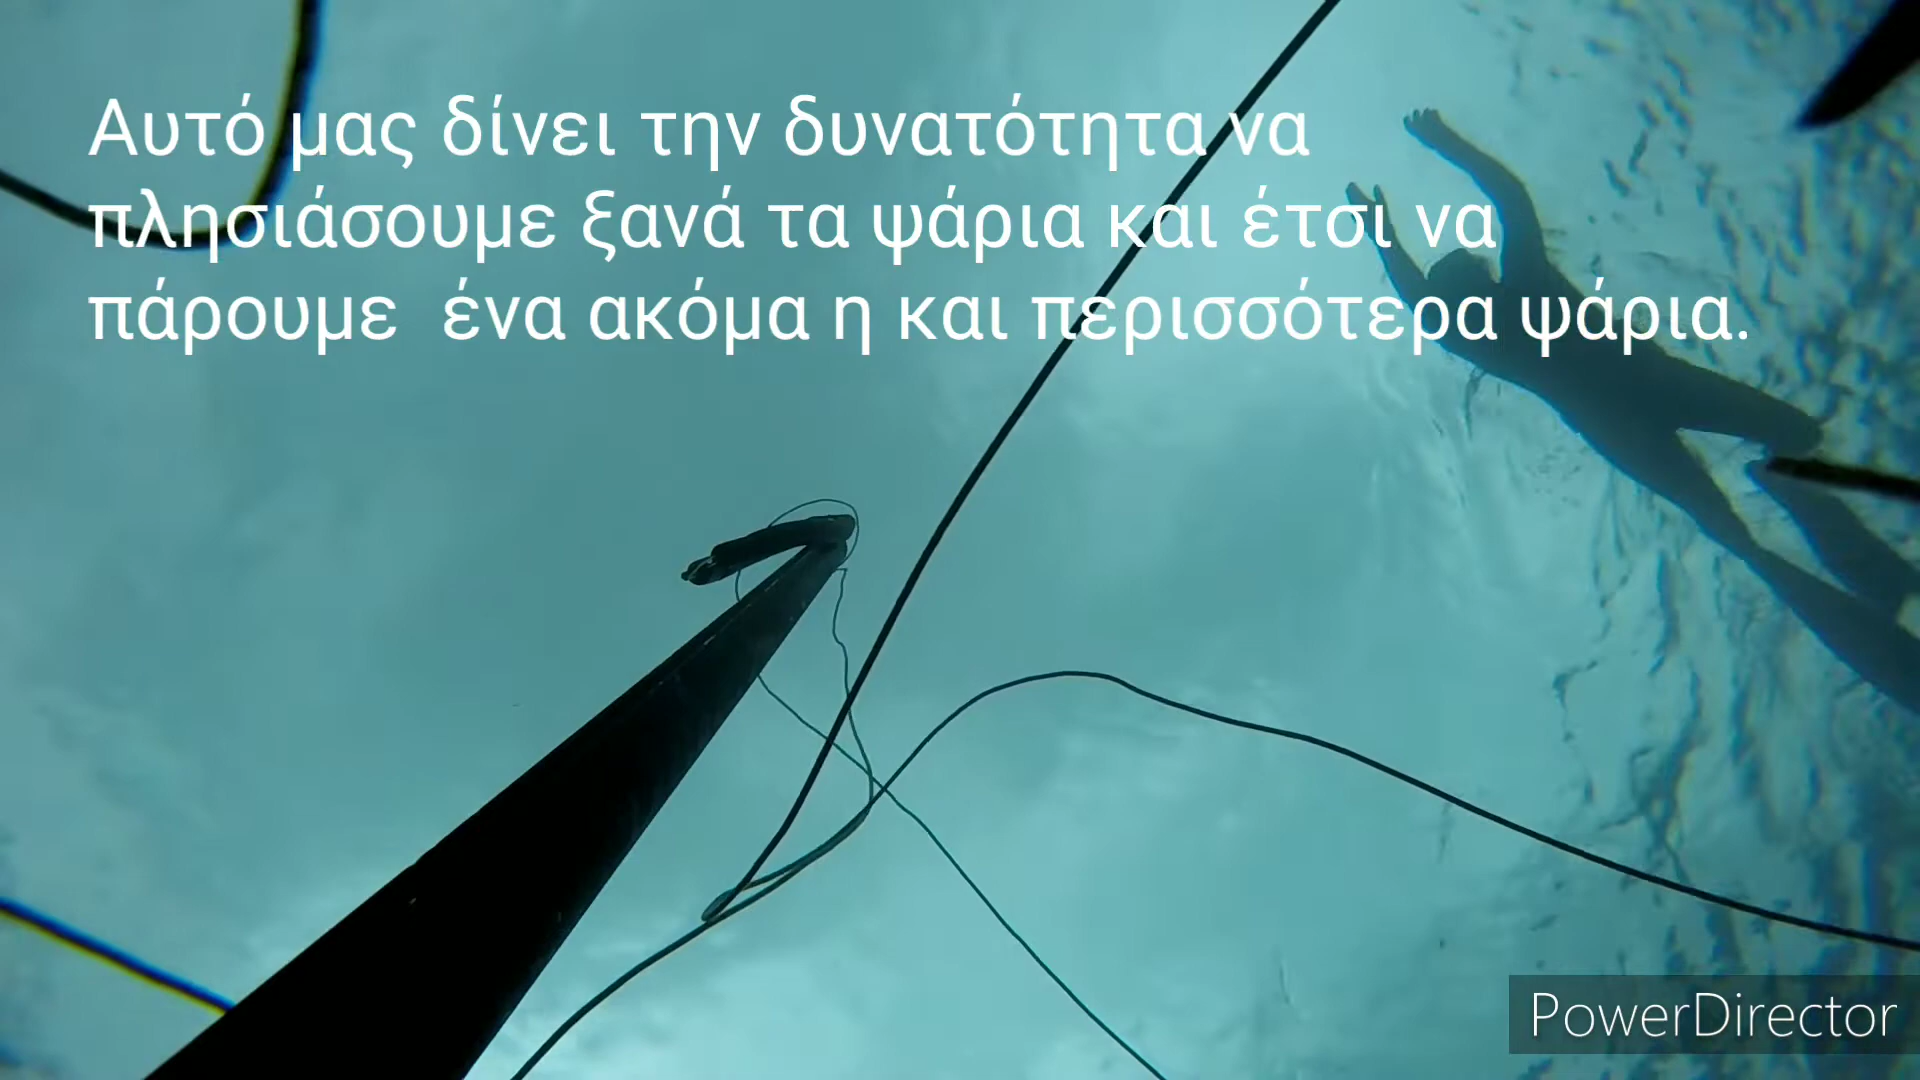 Αυτό μας δίνει την δυνατότητα να
πλησιάσουμε ξανά τα ψάρια και έτσι να
πάρουμε  ένα ακόμα η και περισσότερα ψάρια.
PowerDirector